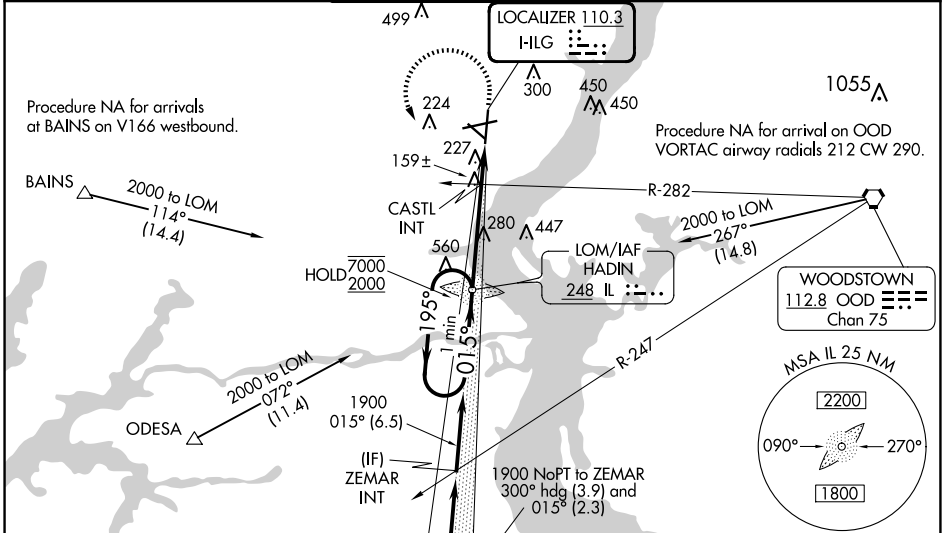 499
LOCALIZER 110.3
I-ILG
300
450
450
1055
224
Procedure NA for arrivals
at BAINS on V166 westbound.
Procedure NA for arrival on OOD
VORTAC airway radials 212 CW 290.
227
159±
BAINS
2000 to LOM
114°
(14.4)
CASTL
INT
R-282
2000 to LOM
267°
(14.8)
280
447
560
HOLD
7000
2000
LOM/IAF
HADIN
248 IL
WOODSTOWN
112.8 OOD
Chan 75
195°
1 min
015°
R-247
2000 to LOM
072°
(11.4)
ODESA
1900
015° (6.5)
(IF)
ZEMAR
INT
1900 NoPT to ZEMAR
300° hdg (3.9) and
015° (2.3)
MSA IL 25 NM
2200
090°
270°
1800